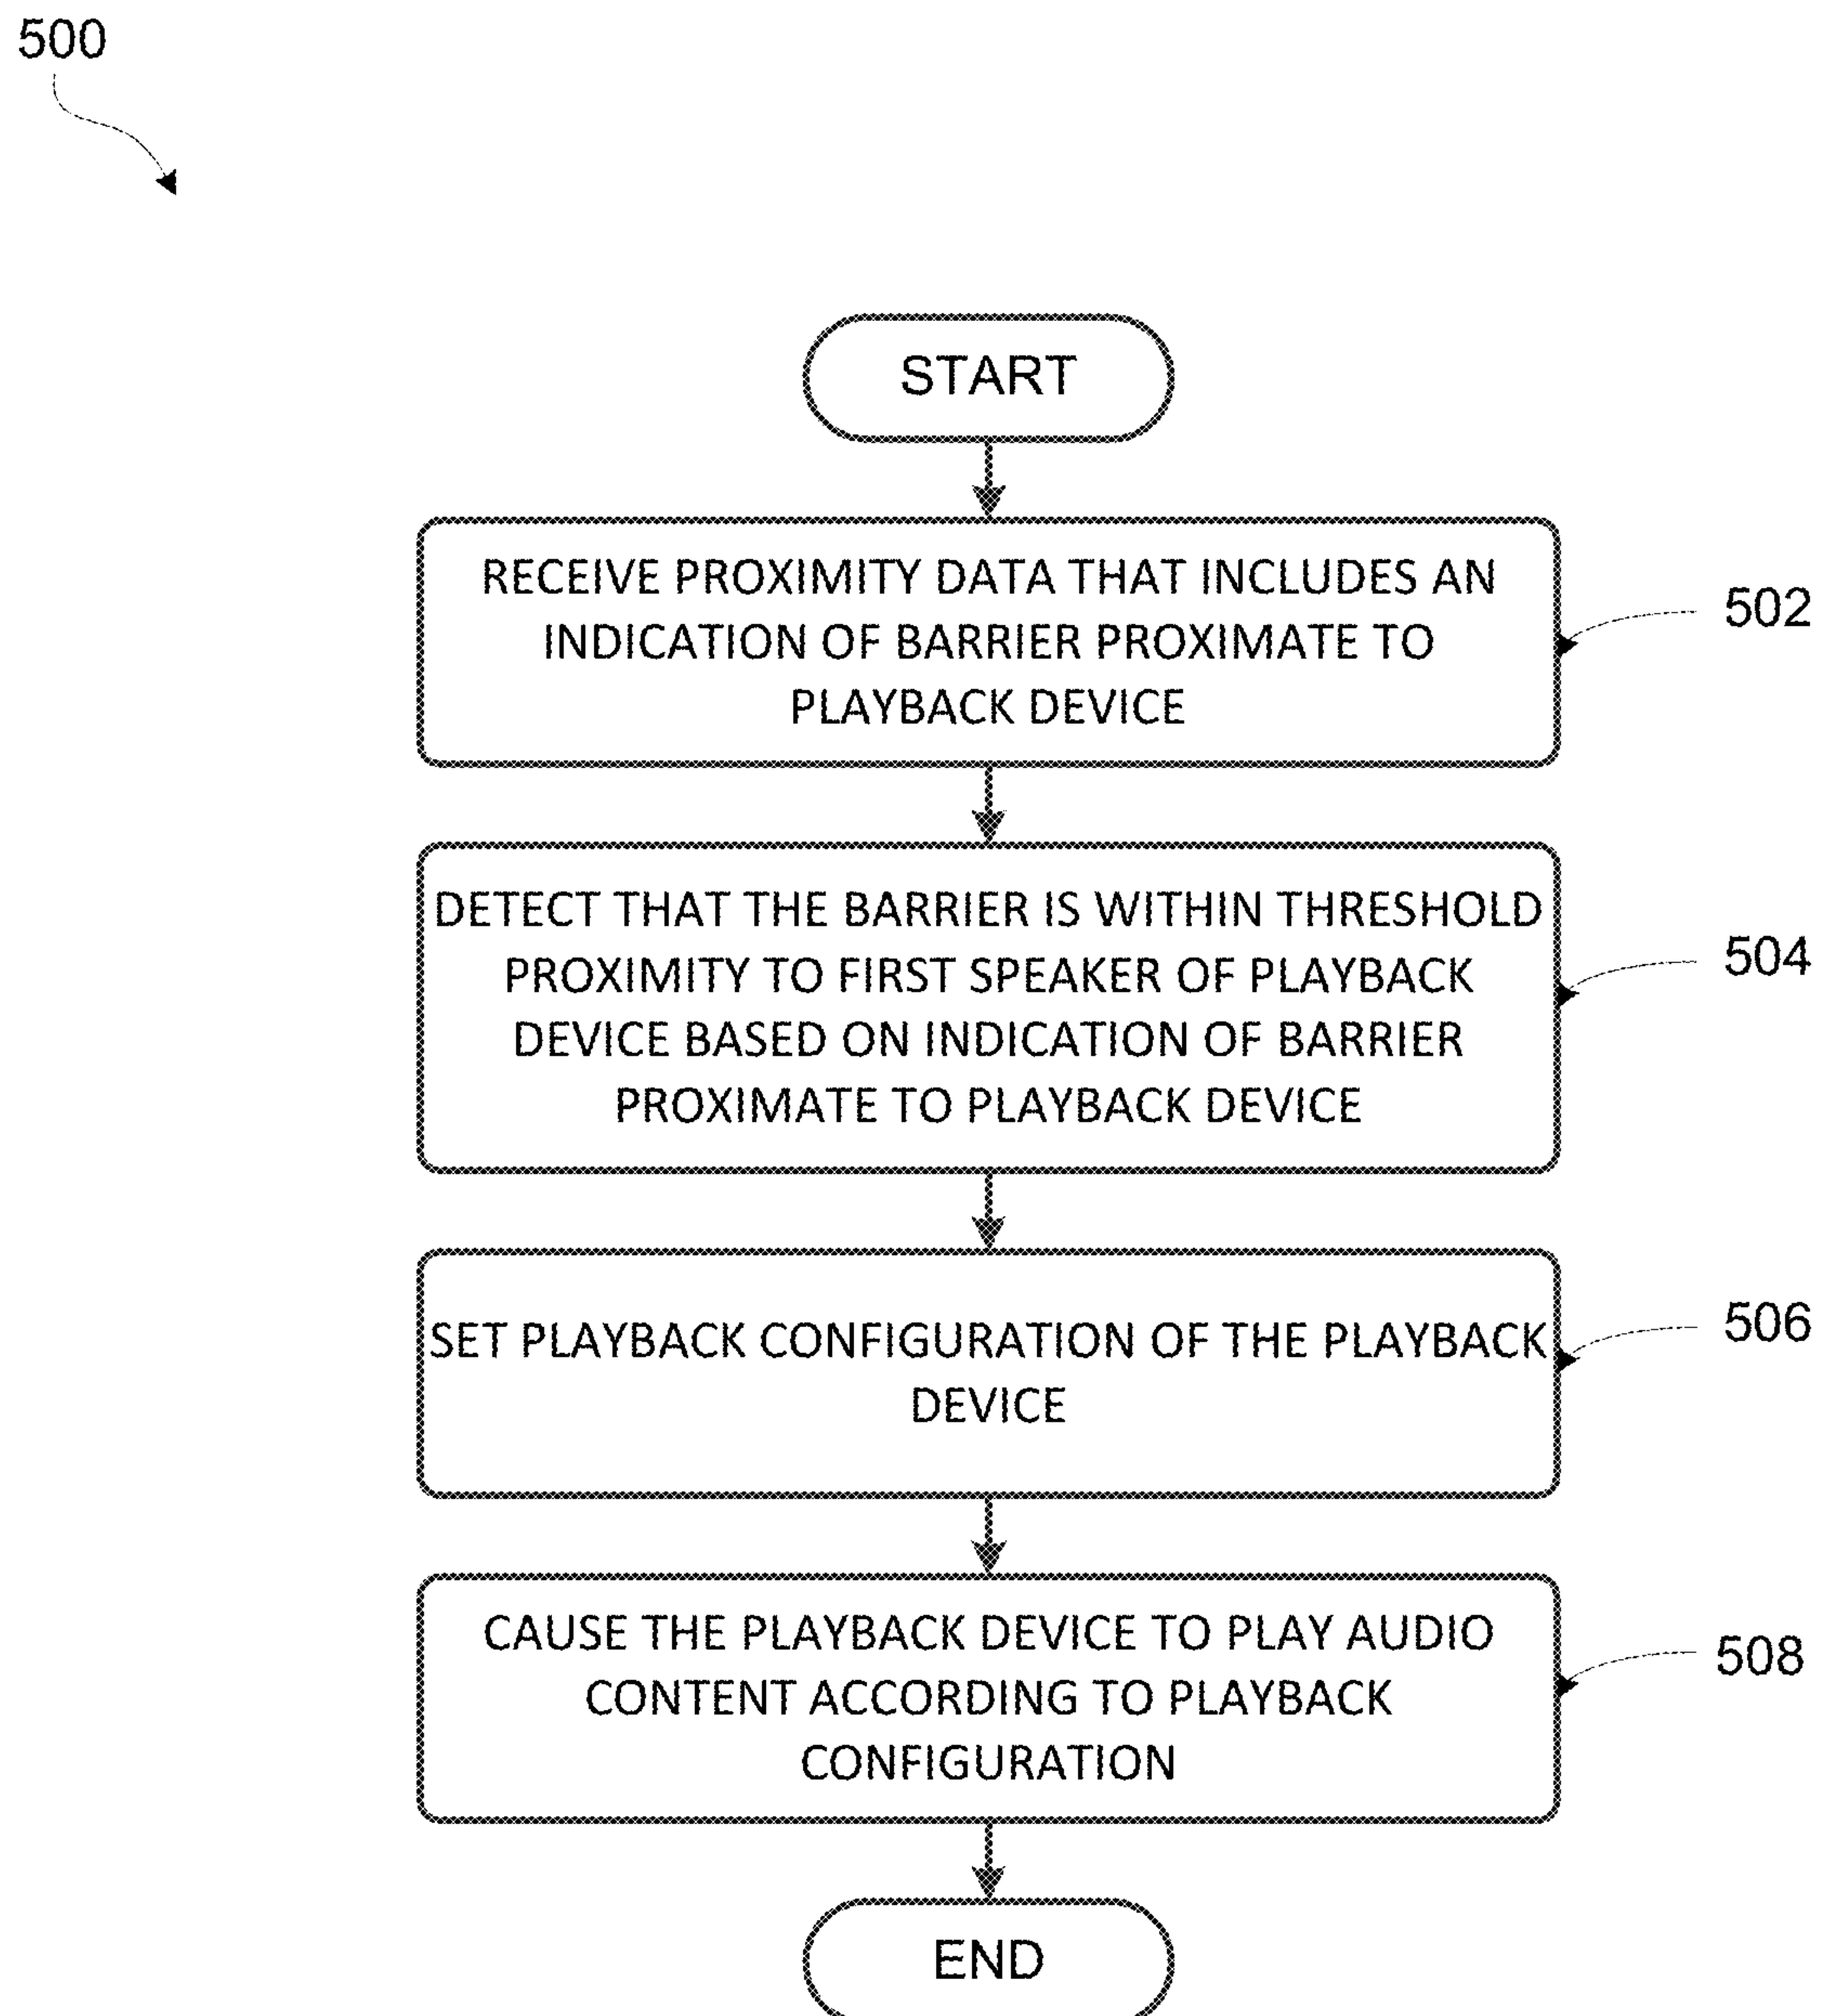 500
START
RECEIVE PROXIMITY DATA THAT INCLUDES AN
INDICATION OF BARRIER PROXIMATE TO
PLAYBACK DEVICE
502
DETECT THAT THE BARRIER IS WITHIN THRESHOLD
PROXIMITY TO FIRST SPEAKER OF PLAYBACK
DEVICE BASED ON INDICATION OF BARRIER
PROXIMATE TO PLAYBACK DEVICE
504
SET PLAYBACK CONFIGURATION OF THE PLAYBACK
DEVICE
506
CAUSE THE PLAYBACK DEVICE TO PLAY AUDIO
CONTENT ACCORDING TO PLAYBACK
CONFIGURATION
508
END